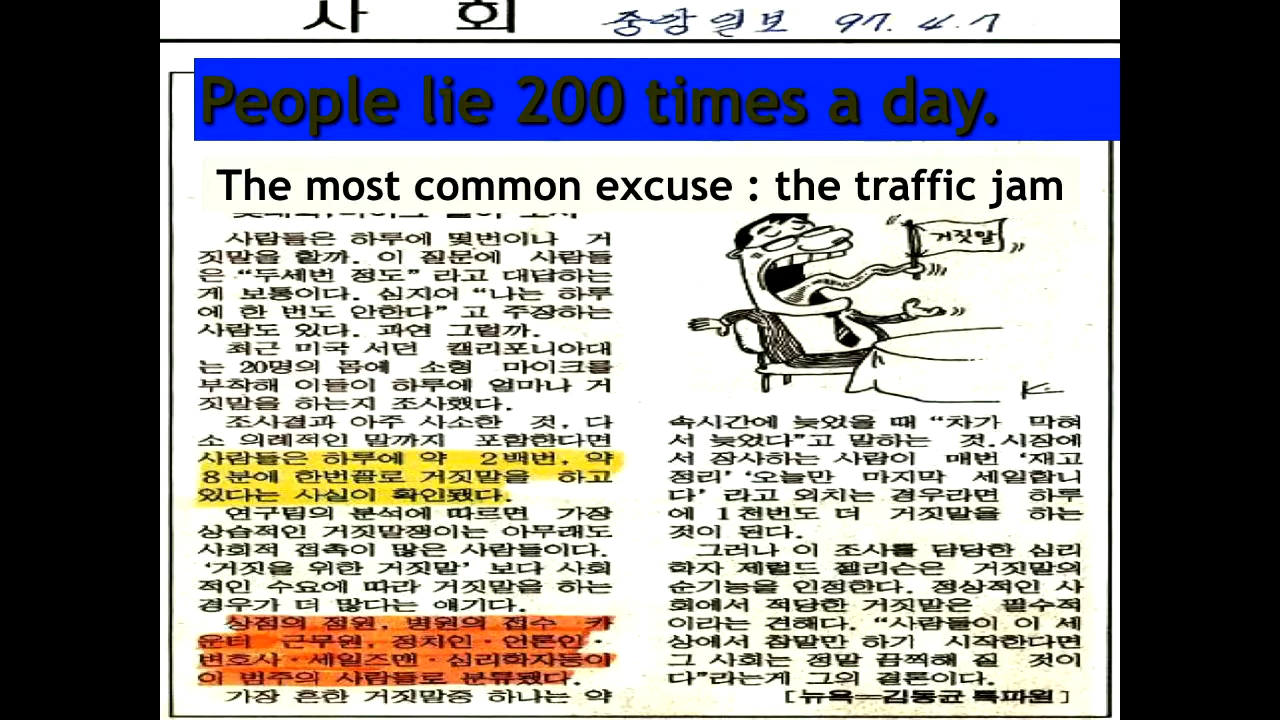 사 회 중앙일보 97. 4. 7
People lie 200 times a day.
The most common excuse : the traffic jam
거짓말
사람들은 하루에 몇번이나 거
짓말을 할까. 이 질문에 사람들
은 “두세번 정도” 라고 대답하는
게 보통이다. 심지어 “나는 하루
에 한 번도 안한다” 고 주장하는
사람도 있다. 과연 그럴까.
최근 미국 서던 캘리포니아대
는 20명의 몸에 소형 마이크를
부착해 이들이 하루에 얼마나 거
짓말을 하는지 조사했다.
조사결과 아주 사소한 것, 다
소 의례적인 말까지 포함한다면
사람들은 하루에 약 2백번, 약
8분에 한번꼴로 거짓말을 하고
있다는 사실이 확인됐다.
연구팀의 분석에 따르면 가장
상습적인 거짓말쟁이는 아무래도
사회적 접촉이 많은 사람들이다.
‘거짓을 위한 거짓말’ 보다 사회
적인 수요에 따라 거짓말을 하는
경우가 더 많다는 얘기다.
상점의 점원, 병원의 접수 카
운터 근무원, 정치인·언론인·
변호사·세일즈맨·심리학자등이
이 범주의 사람들로 분류됐다.
가장 흔한 거짓말중 하나는 약
속시간에 늦었을 때 “차가 막혀
서 늦었다”고 말하는 것.시장에
서 장사하는 사람이 매번 ‘재고
정리’ ‘오늘만 마지막 세일합니
다’ 라고 외치는 경우라면 하루
에 1천번도 더 거짓말을 하는
것이 된다.
그러나 이 조사를 담당한 심리
학자 제럴드 젤리슨은 거짓말의
순기능을 인정한다. 정상적인 사
회에서 적당한 거짓말은 필수적
이라는 견해다. “사람들이 이 세
상에서 참말만 하기 시작한다면
그 사회는 정말 끔찍해 질 것이
다”라는게 그의 결론이다.
[뉴욕=김동균 특파원]